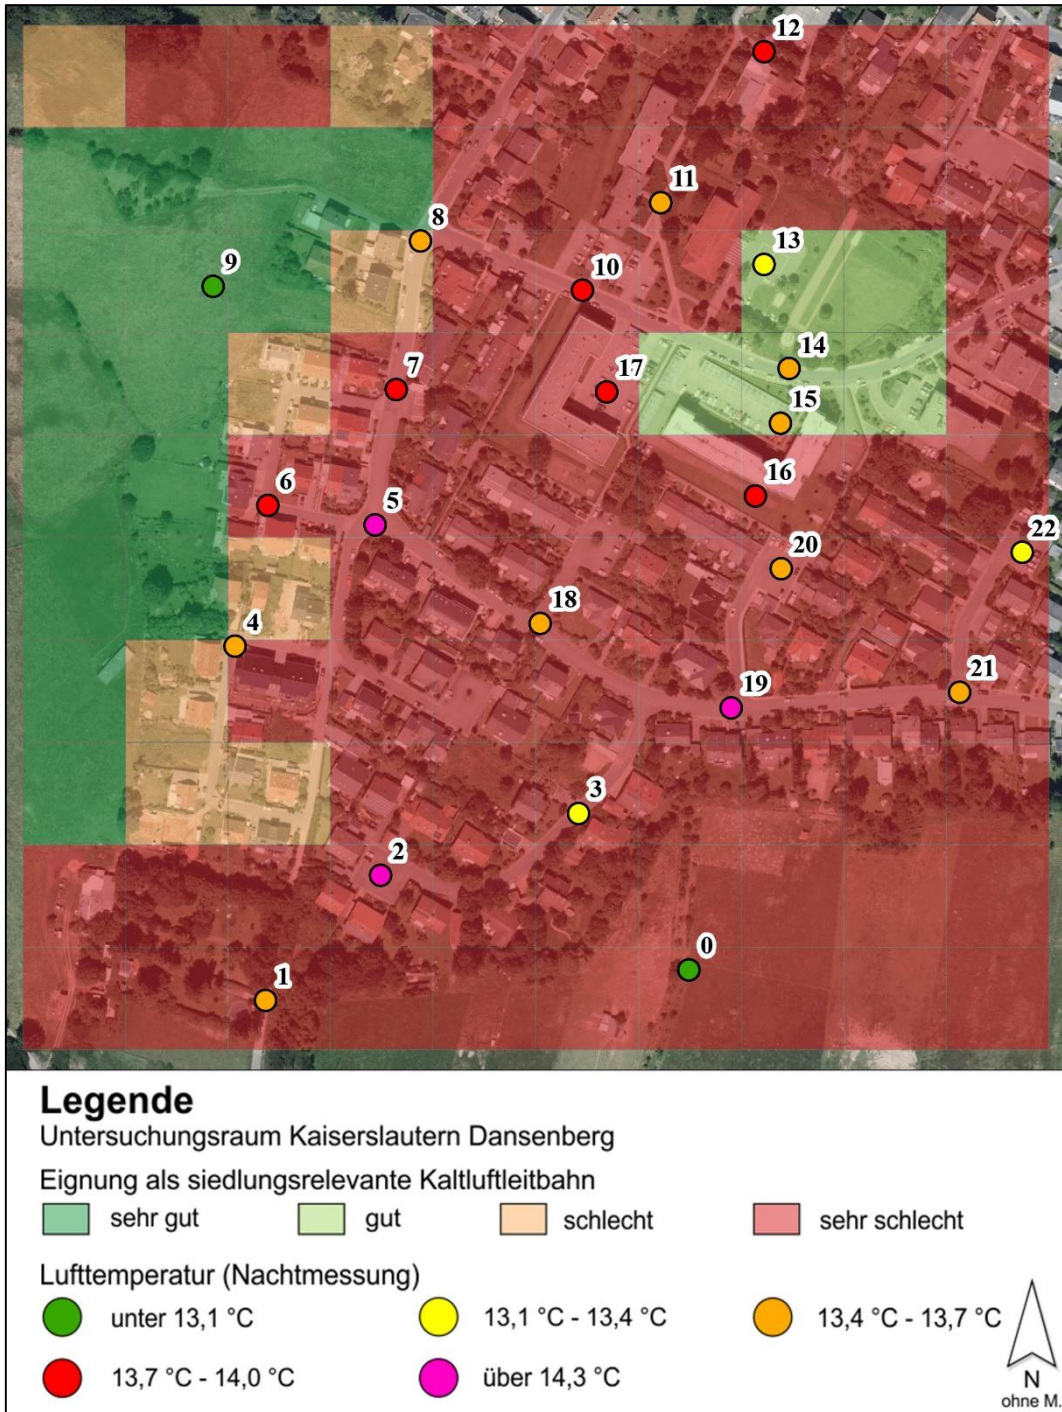 12
11
8
13
9
10
14
7
17
15
6
16
5
22
20
18
4
19
21
3
2
0
1
Legende
Untersuchungsraum Kaiserslautern Dansenberg
Eignung als siedlungsrelevante Kaltluftleitbahn
sehr gut gut schlecht sehr schlecht
Lufttemperatur (Nachtmessung)
unter 13,1 °C 13,1 °C - 13,4 °C 13,4 °C - 13,7 °C
13,7 °C - 14,0 °C über 14,3 °C
N
ohne M.